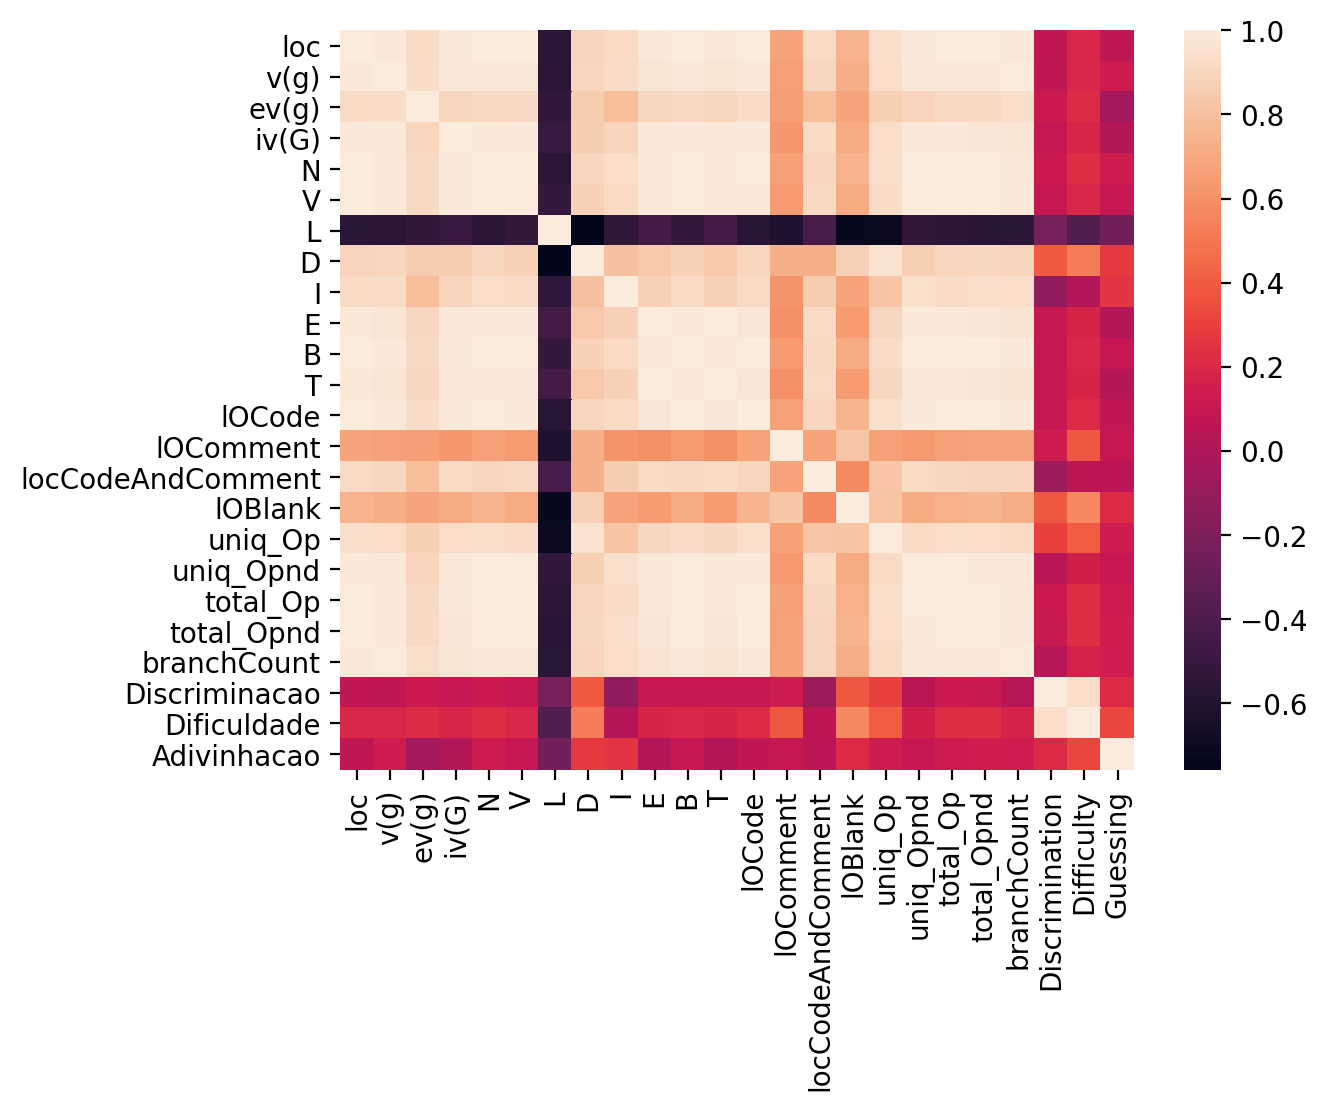 loc
v(g)
ev(g)
iv(G)
N
V
L
D
I
E
B
T
lOCode
lOComment
locCodeAndComment
lOBlank
uniq_Op
uniq_Opnd
total_Op
total_Opnd
branchCount
Discriminacao
Dificuldade
Adivinhacao
loc
v(g)
ev(g)
iv(G)
N
V
L
D
I
E
B
T
lOCode
lOComment
locCodeAndComment
lOBlank
uniq_Op
uniq_Opnd
total_Op
total_Opnd
branchCount
Discrimination
Difficulty
Guessing
1.0
0.8
0.6
0.4
0.2
0.0
−0.2
−0.4
−0.6